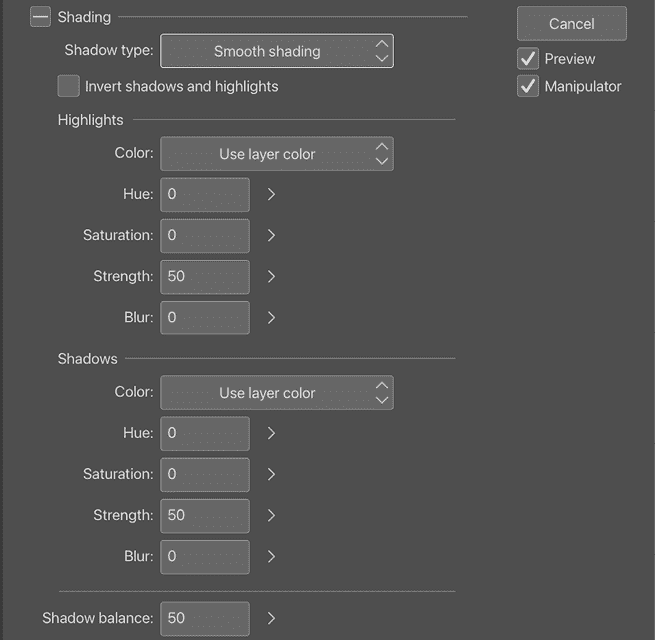 Shading
Cancel
Shadow type: Smooth shading
Preview
Invert shadows and highlights
Manipulator
Highlights
Color: Use layer color
Hue: 0
Saturation: 0
Strength: 50
Blur: 0
Shadows
Color: Use layer color
Hue: 0
Saturation: 0
Strength: 50
Blur: 0
Shadow balance: 50